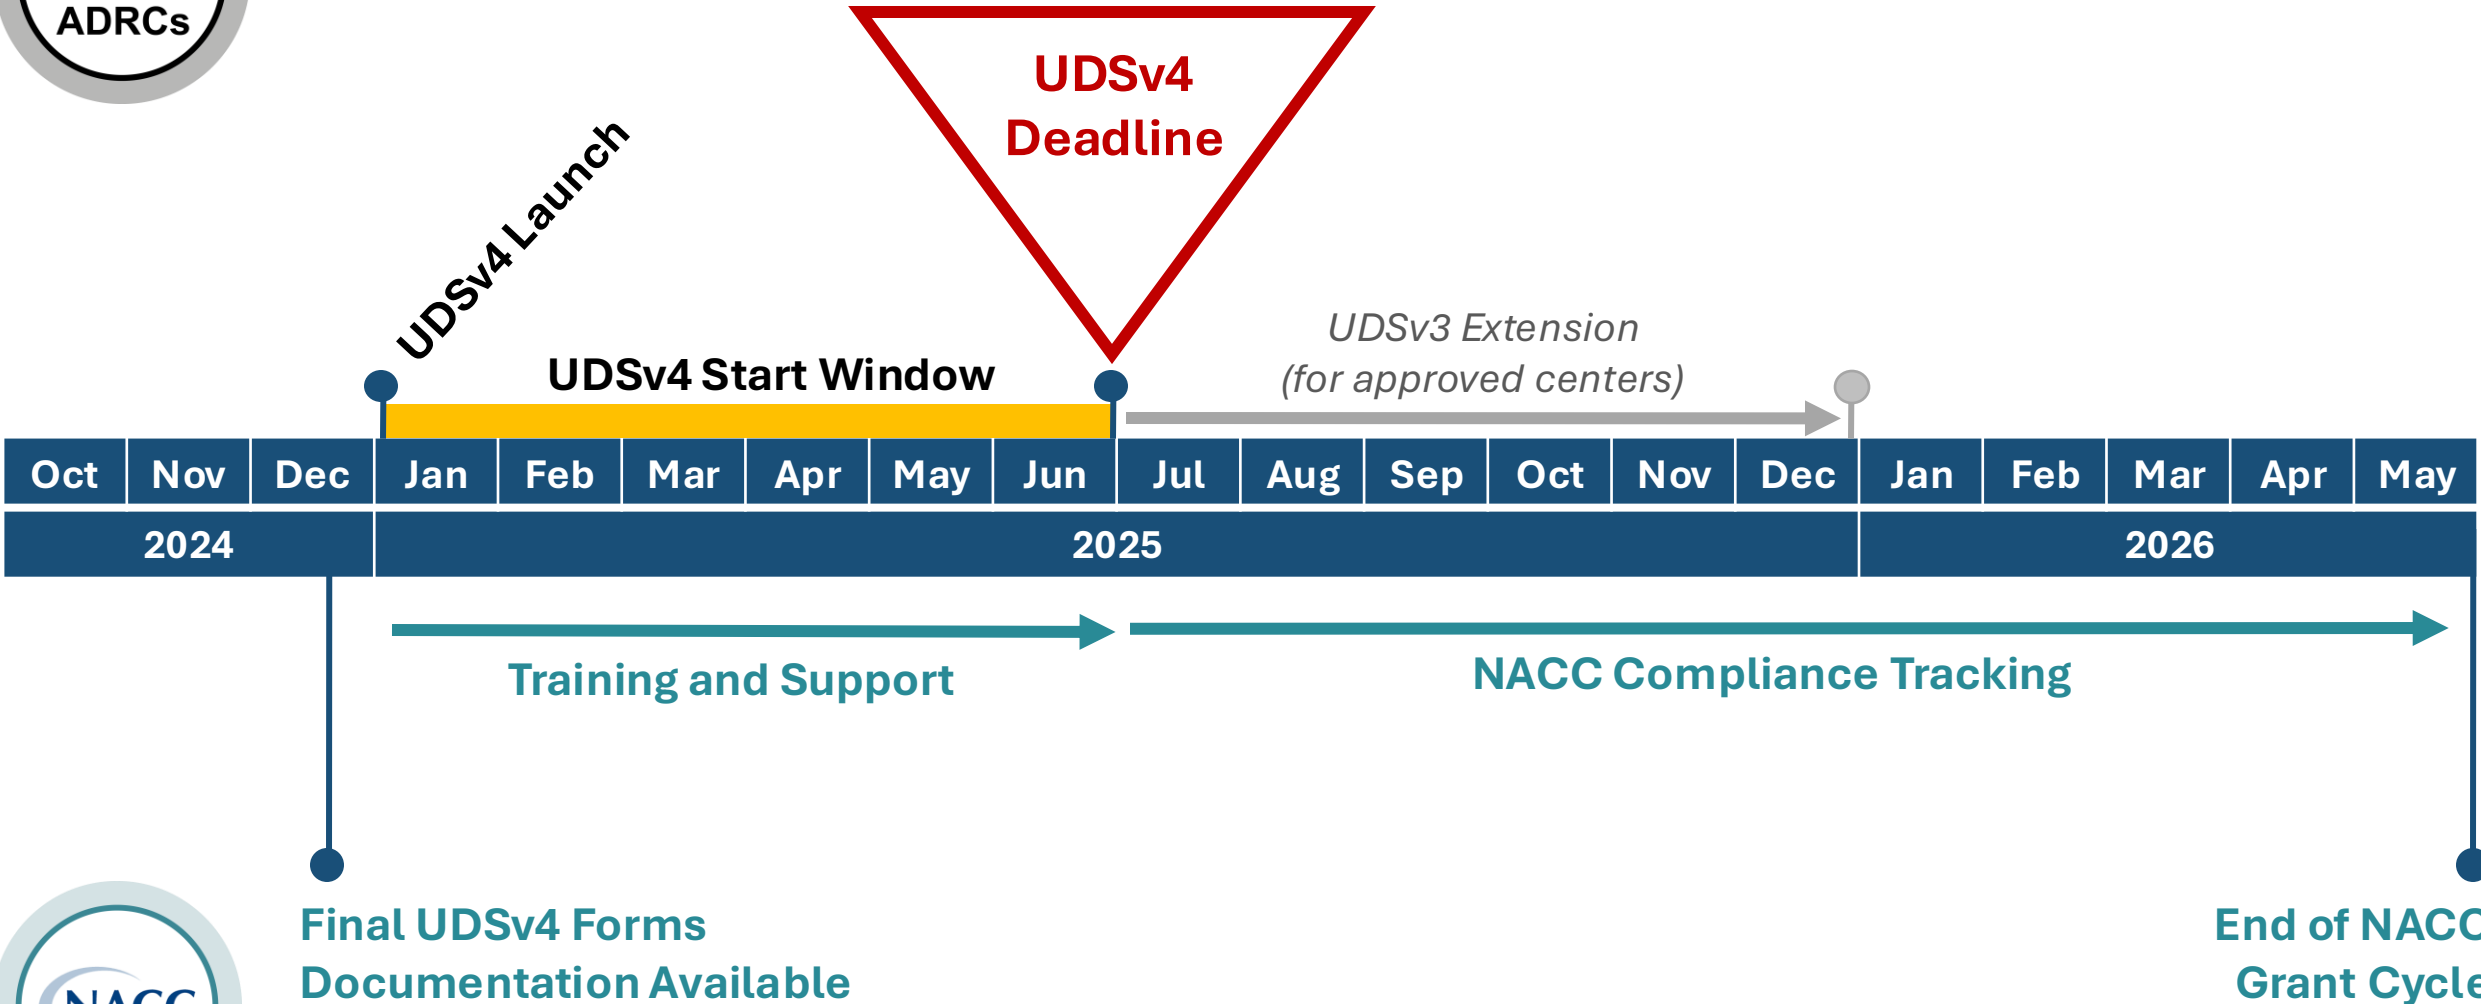 ADRCs
UDSv4
Deadline
UDSv4 Launch
UDSv4 Start Window
UDSv3 Extension
(for approved centers)
Oct Nov Dec Jan Feb Mar Apr May Jun Jul Aug Sep Oct Nov Dec Jan Feb Mar Apr May
2024 2025 2026
Training and Support
NACC Compliance Tracking
Final UDSv4 Forms
Documentation Available
End of NACC
Grant Cycle
NACC